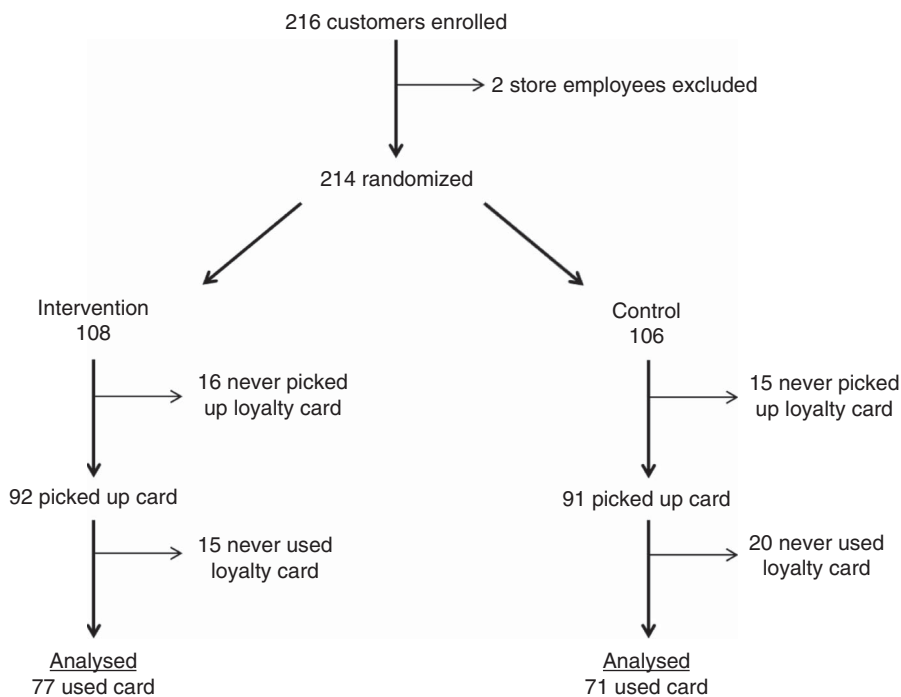 216 customers enrolled
2 store employees excluded
214 randomized
Intervention
108
Control
106
16 never picked
up loyalty card
15 never picked
up loyalty card
92 picked up card
91 picked up card
15 never used
loyalty card
20 never used
loyalty card
Analysed
77 used card
Analysed
71 used card